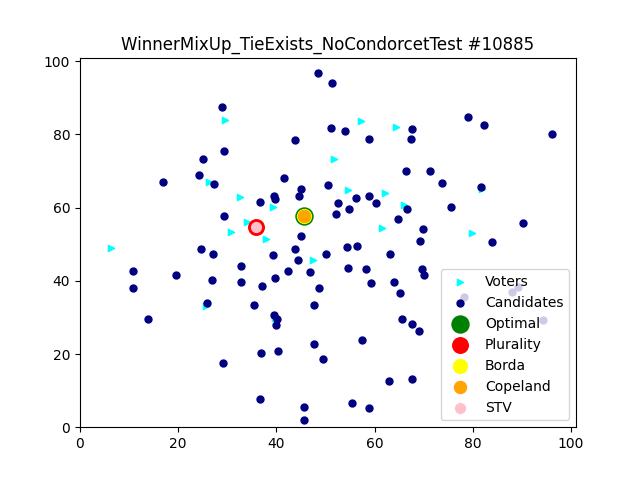 WinnerMixUp_TieExists_NoCondorcetTest #10885
100
80
60
40
20
0
0 20 40 60 80 100
Voters
Candidates
Optimal
Plurality
Borda
Copeland
STV